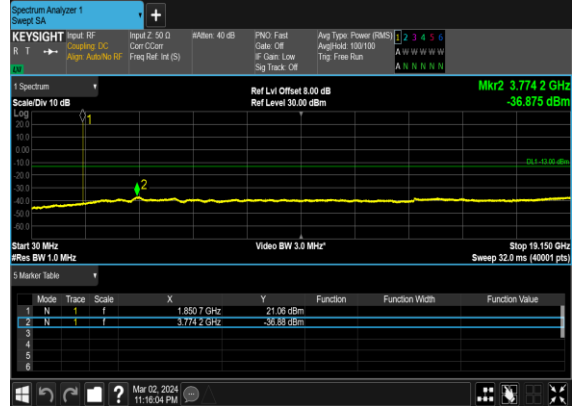 Spectrum Analyzer 1
Swept SA
KEYSIGHT Input: RF Input Z: 50 Ω #Atten: 40 dB PNO: Fast Avg Type: Power (RMS) 1 2 3 4 5 6
R T Coupling: DC Corr CCorr Gate: Off Avg|Hold: 100/100 A W W W W W
Align: Auto/No RF Freq Ref: Int (S) IF Gain: Low Trig: Free Run
Sig Track: Off A N N N N N
1 Spectrum Ref Lvl Offset 8.00 dB Mkr2 3.774 2 GHz
Scale/Div 10 dB Ref Level 30.00 dBm -36.875 dBm
Log
20.0
10.0
0.00
-10.0
-20.0
-30.0
-40.0
-50.0
-60.0
1
2
DL1 -13.00 dBm
Start 30 MHz Video BW 3.0 MHz* Stop 19.150 GHz
#Res BW 1.0 MHz Sweep 32.0 ms (40001 pts)
5 Marker Table
Mode Trace Scale X Y Function Function Width Function Value
1 N 1 f 1.850 7 GHz 21.06 dBm
2 N 1 f 3.774 2 GHz -36.88 dBm
3
4
5
6
? Mar 02, 2024
11:16:04 PM